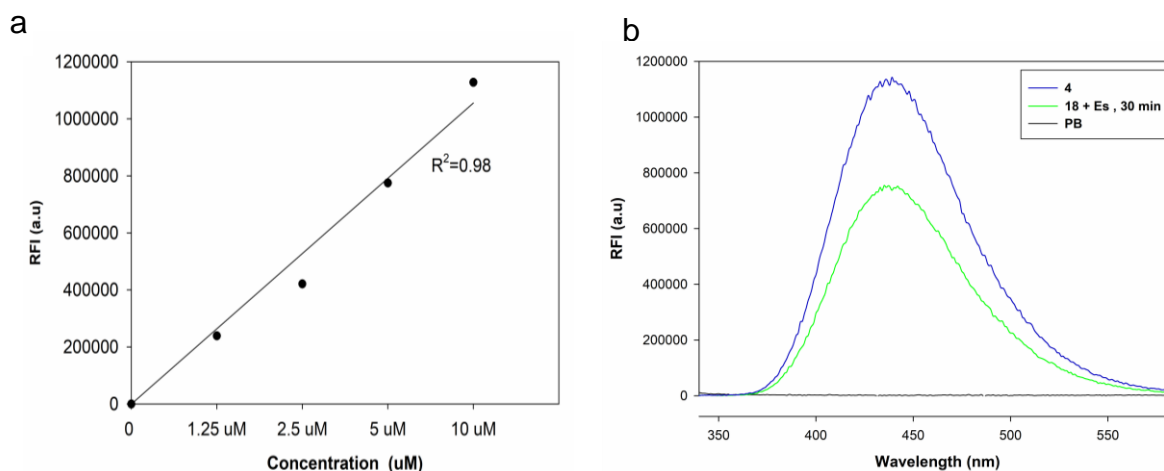 a
1200000
1000000
800000
600000
400000
200000
0
RFI (a.u)
R²=0.98
0 1.25 uM 2.5 uM 5 uM 10 uM
Concentration (uM)
b
1200000
1000000
800000
600000
400000
200000
0
RFI (a.u)
4
18 + Es , 30 min
PB
350 400 450 500 550
Wavelength (nm)